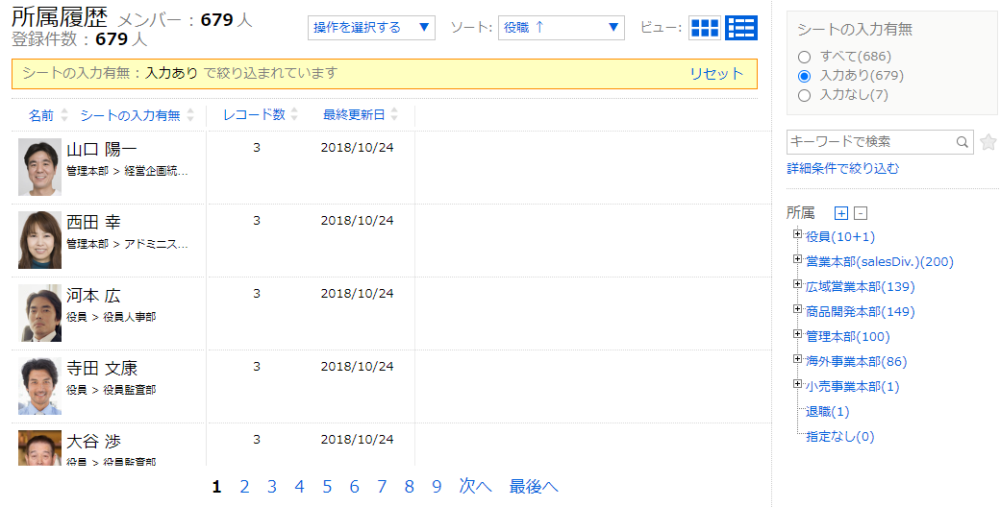 所属履歴 メンバー：679人
登録件数：679人
操作を選択する ▼ ソート: 役職 ↑ ▼ ビュー:
シートの入力有無：入力あり で絞り込まれています リセット
名前 シートの入力有無 レコード数 最終更新日
山口 陽一 3 2018/10/24
管理本部 > 経営企画統...
西田 幸 3 2018/10/24
管理本部 > アドミニス...
河本 広 3 2018/10/24
役員 > 役員人事部
寺田 文康 3 2018/10/24
役員 > 役員監査部
大谷 渉 3 2018/10/24
役員 > 役員監査部
1 2 3 4 5 6 7 8 9 次へ 最後へ
シートの入力有無
すべて(686)
入力あり(679)
入力なし(7)
キーワードで検索
詳細条件で絞り込む
所属 + -
役員(10+1)
営業本部(salesDiv.)(200)
広域営業本部(139)
商品開発本部(149)
管理本部(100)
海外事業本部(86)
小売事業本部(1)
退職(1)
指定なし(0)